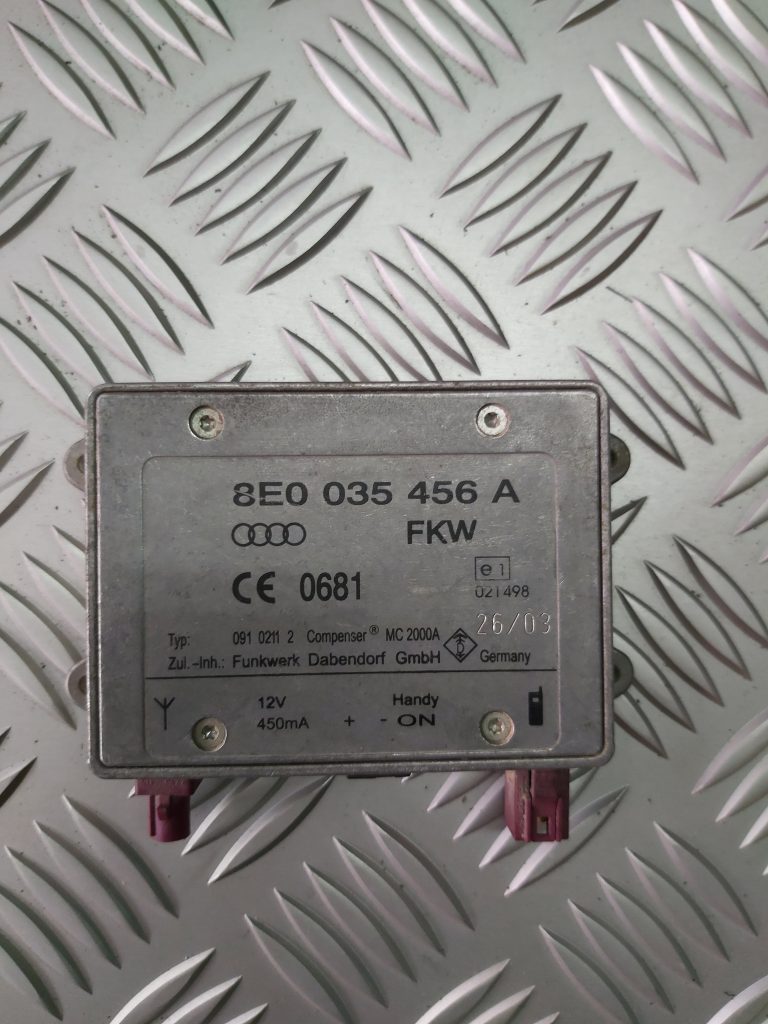 8E0 035 456 A
FKW
CE 0681
e1
021498
26/03
Typ: 091 0211 2 Compenser® MC 2000A
Zul.-Inh.: Funkwerk Dabendorf GmbH D Germany
12V Handy
450mA + - ON